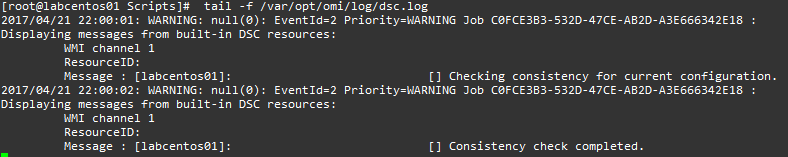 [root@labcentos01 Scripts]#  tail -f /var/opt/omi/log/dsc.log
2017/04/21 22:00:01: WARNING: null(0): EventId=2 Priority=WARNING Job C0FCE3B3-532D-47CE-AB2D-A3E666342E18 :
Displaying messages from built-in DSC resources:
WMI channel 1
ResourceID:
Message : [labcentos01]:                            [] Checking consistency for current configuration.
2017/04/21 22:00:02: WARNING: null(0): EventId=2 Priority=WARNING Job C0FCE3B3-532D-47CE-AB2D-A3E666342E18 :
Displaying messages from built-in DSC resources:
WMI channel 1
ResourceID:
Message : [labcentos01]:                            [] Consistency check completed.